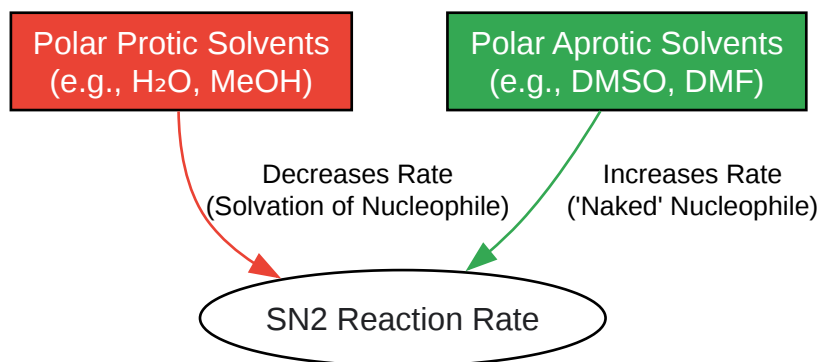 Polar Protic Solvents
(e.g., H₂O, MeOH)
Polar Aprotic Solvents
(e.g., DMSO, DMF)
Decreases Rate
(Solvation of Nucleophile)
Increases Rate
('Naked' Nucleophile)
SN2 Reaction Rate